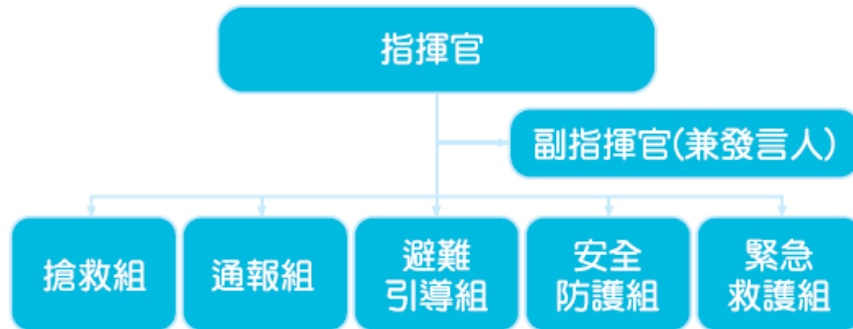 指揮官
副指揮官(兼發言人)
搶救組
通報組
避難
引導組
安全
防護組
緊急
救護組